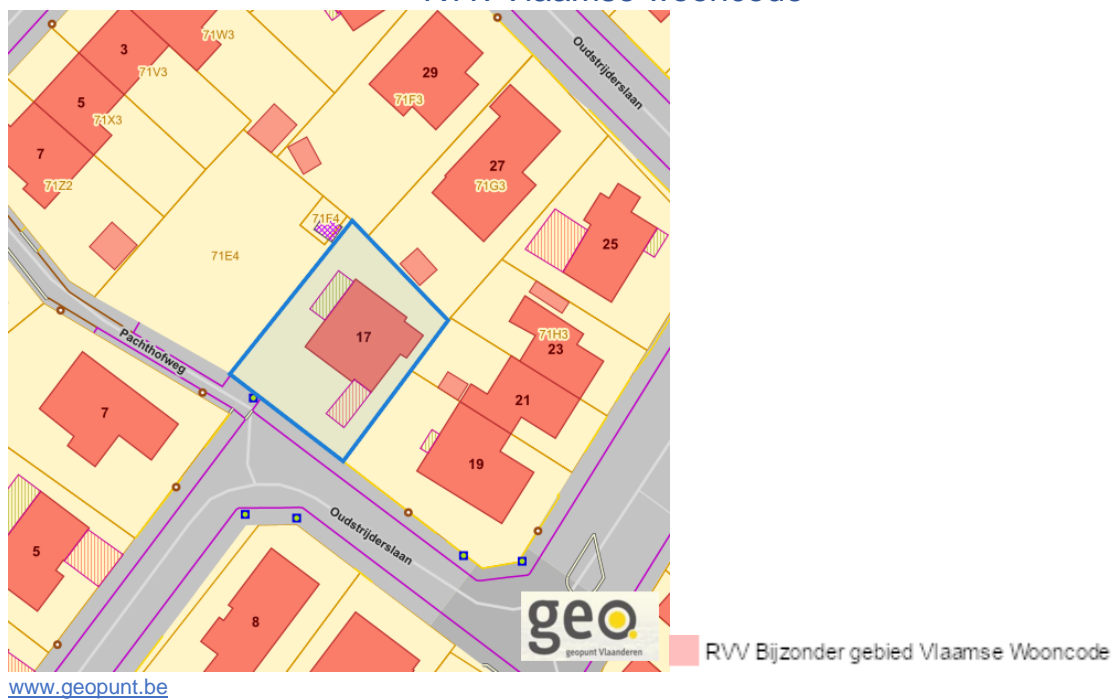 RVV Vlaamse Wooncode
3
71W3
71V3
29
Oudstrijderslaan
5
71F3
71X3
7
27
71Z2
71G3
71F4
25
71E4
71H3
17
23
Pachthofweg
7
21
19
Oudstrijderslaan
5
8
geo
geopunt Vlaanderen
RVV Bijzonder gebied Vlaamse Wooncode
www.geopunt.be